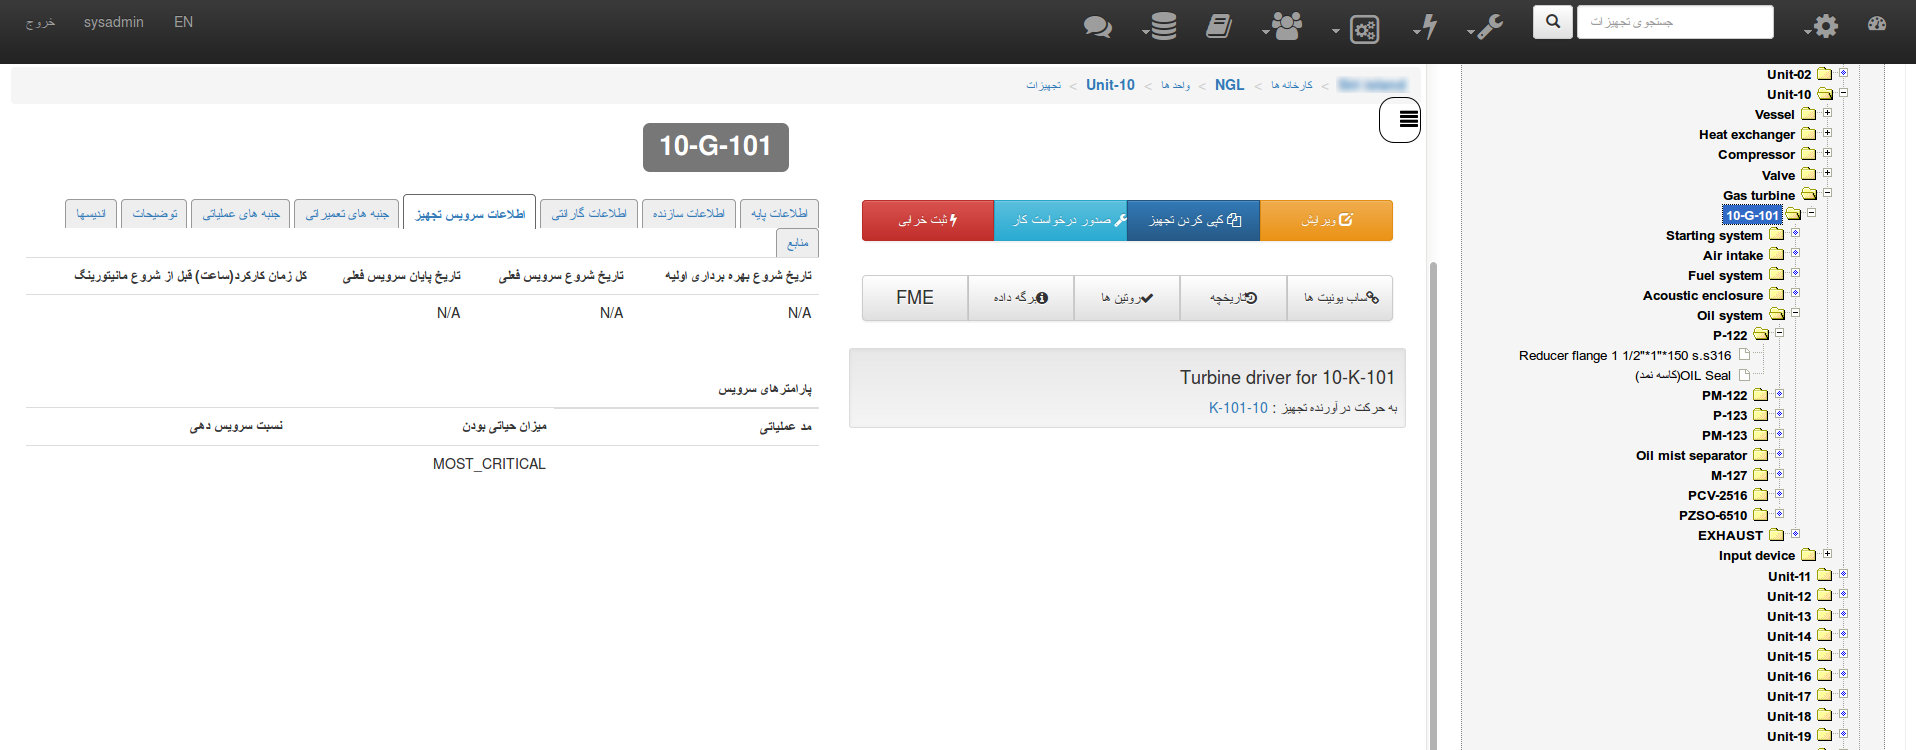 خروج
sysadmin
EN
جستجوی تجهیزات
کارخانه ها > NGL > واحد ها > Unit-10 > تجهیزات
10-G-101
ویرایش
کپی کردن تجهیز
صدور درخواست کار
ثبت خرابی
ساب یونیت ها
تاریخچه
روتین ها
برگه داده
FME
Turbine driver for 10-K-101
به حرکت درآورنده تجهیز : K-101-10
اطلاعات پایه
اطلاعات سازنده
اطلاعات گارانتی
اطلاعات سرویس تجهیز
جنبه های تعمیراتی
جنبه های عملیاتی
توضیحات
اندیسها
منابع
تاریخ شروع بهره برداری اولیه
تاریخ شروع سرویس فعلی
تاریخ پایان سرویس فعلی
کل زمان کارکرد(ساعت) قبل از شروع مانیتورینگ
N/A
N/A
N/A
پارامترهای سرویس
مد عملیاتی
میزان حیاتی بودن
نسبت سرویس دهی
MOST_CRITICAL
Unit-02
Unit-10
Vessel
Heat exchanger
Compressor
Valve
Gas turbine
10-G-101
Starting system
Air intake
Fuel system
Acoustic enclosure
Oil system
P-122
Reducer flange 1 1/2"*1"*150 s.s316
OIL Seal(کاسه نمد)
PM-122
P-123
PM-123
Oil mist separator
M-127
PCV-2516
PZSO-6510
EXHAUST
Input device
Unit-11
Unit-12
Unit-13
Unit-14
Unit-15
Unit-16
Unit-17
Unit-18
Unit-19